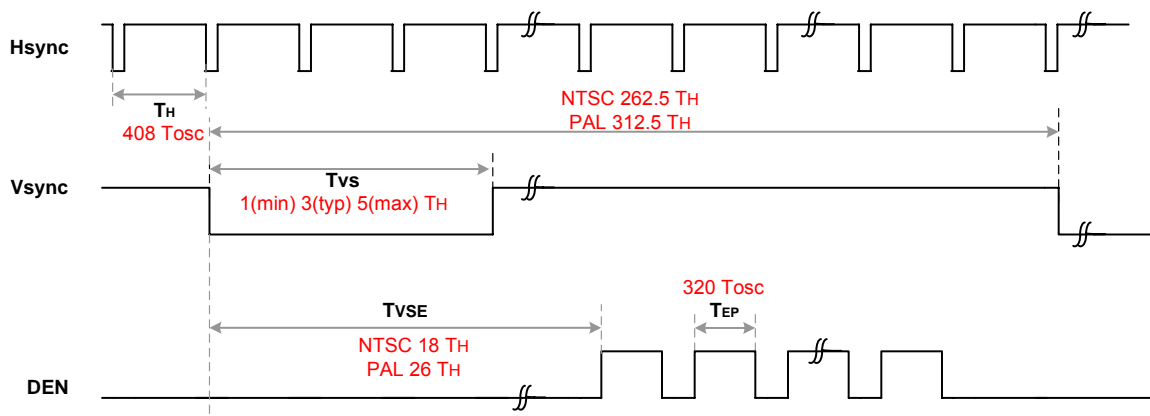 Hsync
TH
408 Tosc
NTSC 262.5 TH
PAL 312.5 TH
Vsync
TVS
1(min) 3(typ) 5(max) TH
320 Tosc
TVSE
TEP
NTSC 18 TH
PAL 26 TH
DEN